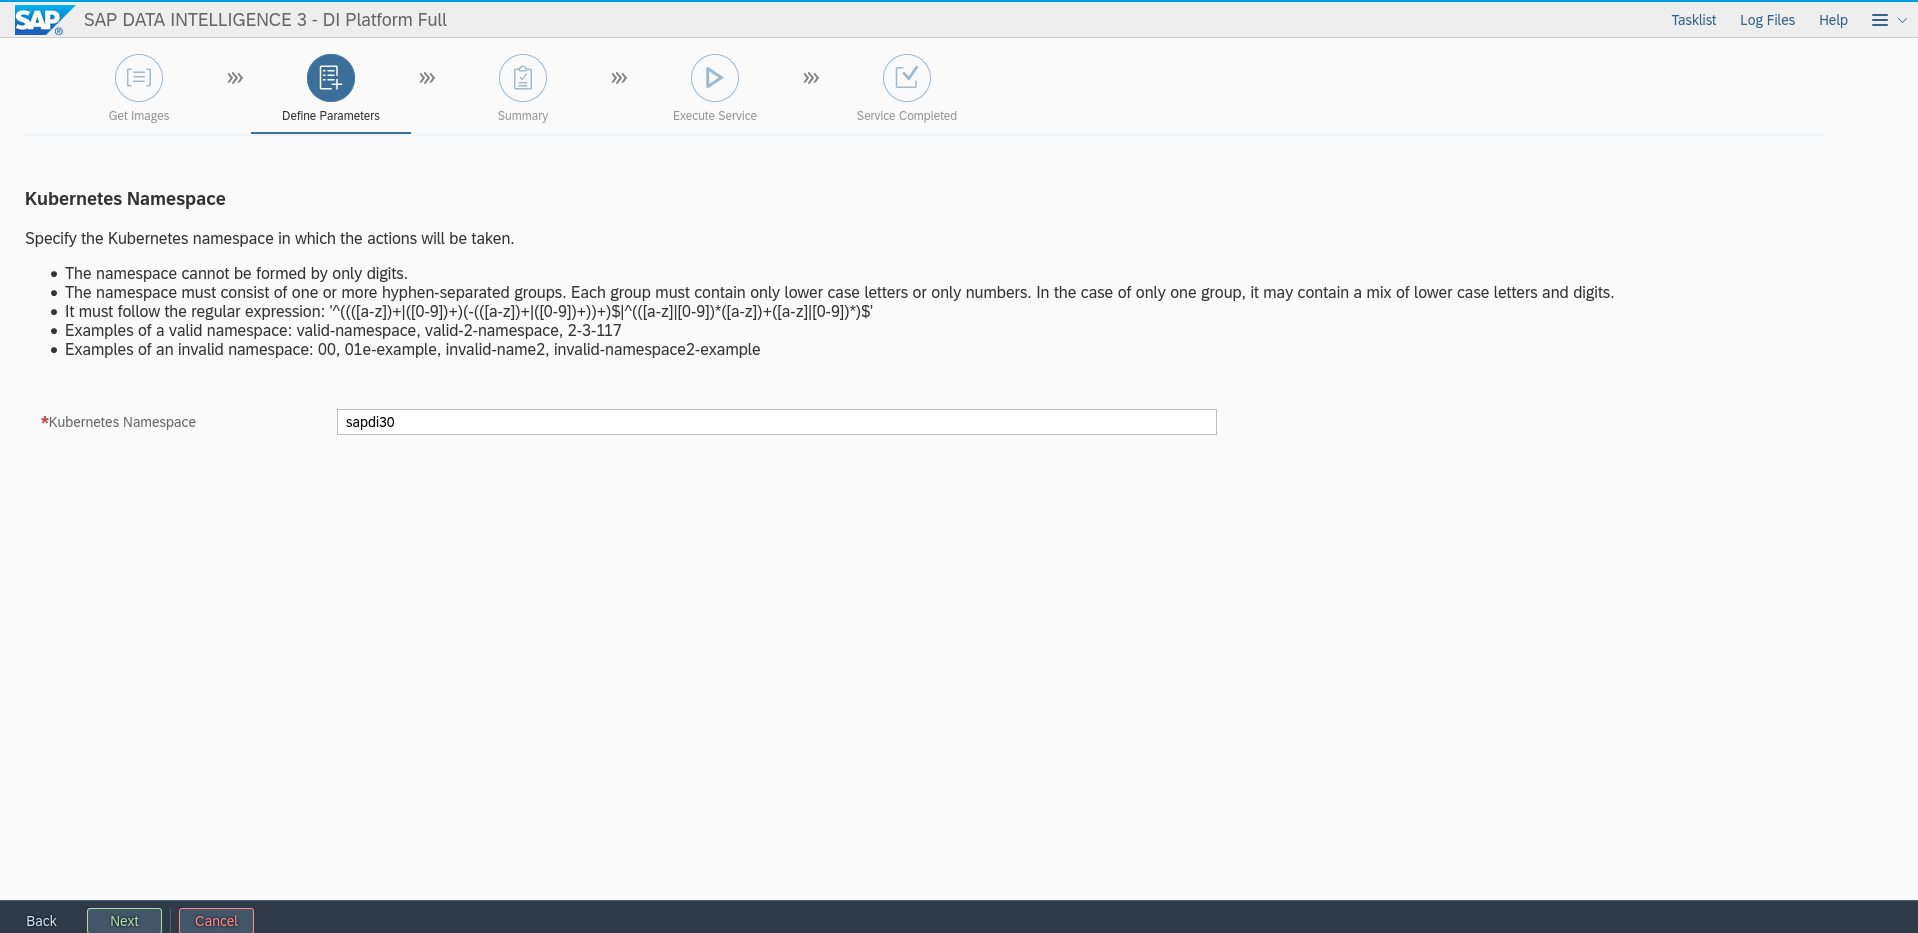 SAP ® SAP DATA INTELLIGENCE 3 - DI Platform Full
Tasklist Log Files Help
Get Images
Define Parameters
Summary
Execute Service
Service Completed
Kubernetes Namespace
Specify the Kubernetes namespace in which the actions will be taken.
• The namespace cannot be formed by only digits.
• The namespace must consist of one or more hyphen-separated groups. Each group must contain only lower case letters or only numbers. In the case of only one group, it may contain a mix of lower case letters and digits.
• It must follow the regular expression: '^((([a-z])+|([0-9])+)(-(([a-z])+|([0-9])+))+)$|^(([a-z]|[0-9])*([a-z])+([a-z]|[0-9])*)$'
• Examples of a valid namespace: valid-namespace, valid-2-namespace, 2-3-117
• Examples of an invalid namespace: 00, 01e-example, invalid-name2, invalid-namespace2-example
*Kubernetes Namespace sapdi30
Back Next Cancel